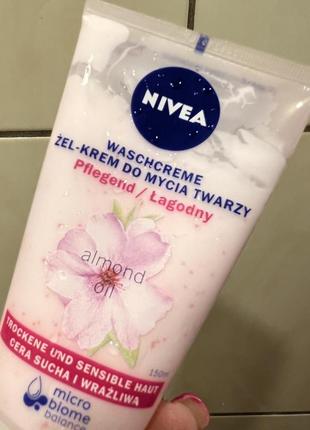 NIVEA
WASCHCREME
ŻEL-KREM DO MYCIA TWARZY
Pflegend / Łagodny
almond
oil
150ml
TROCKENE UND SENSIBLE HAUT
CERA SUCHA I WRAŻLIWA
micro
biome
balance